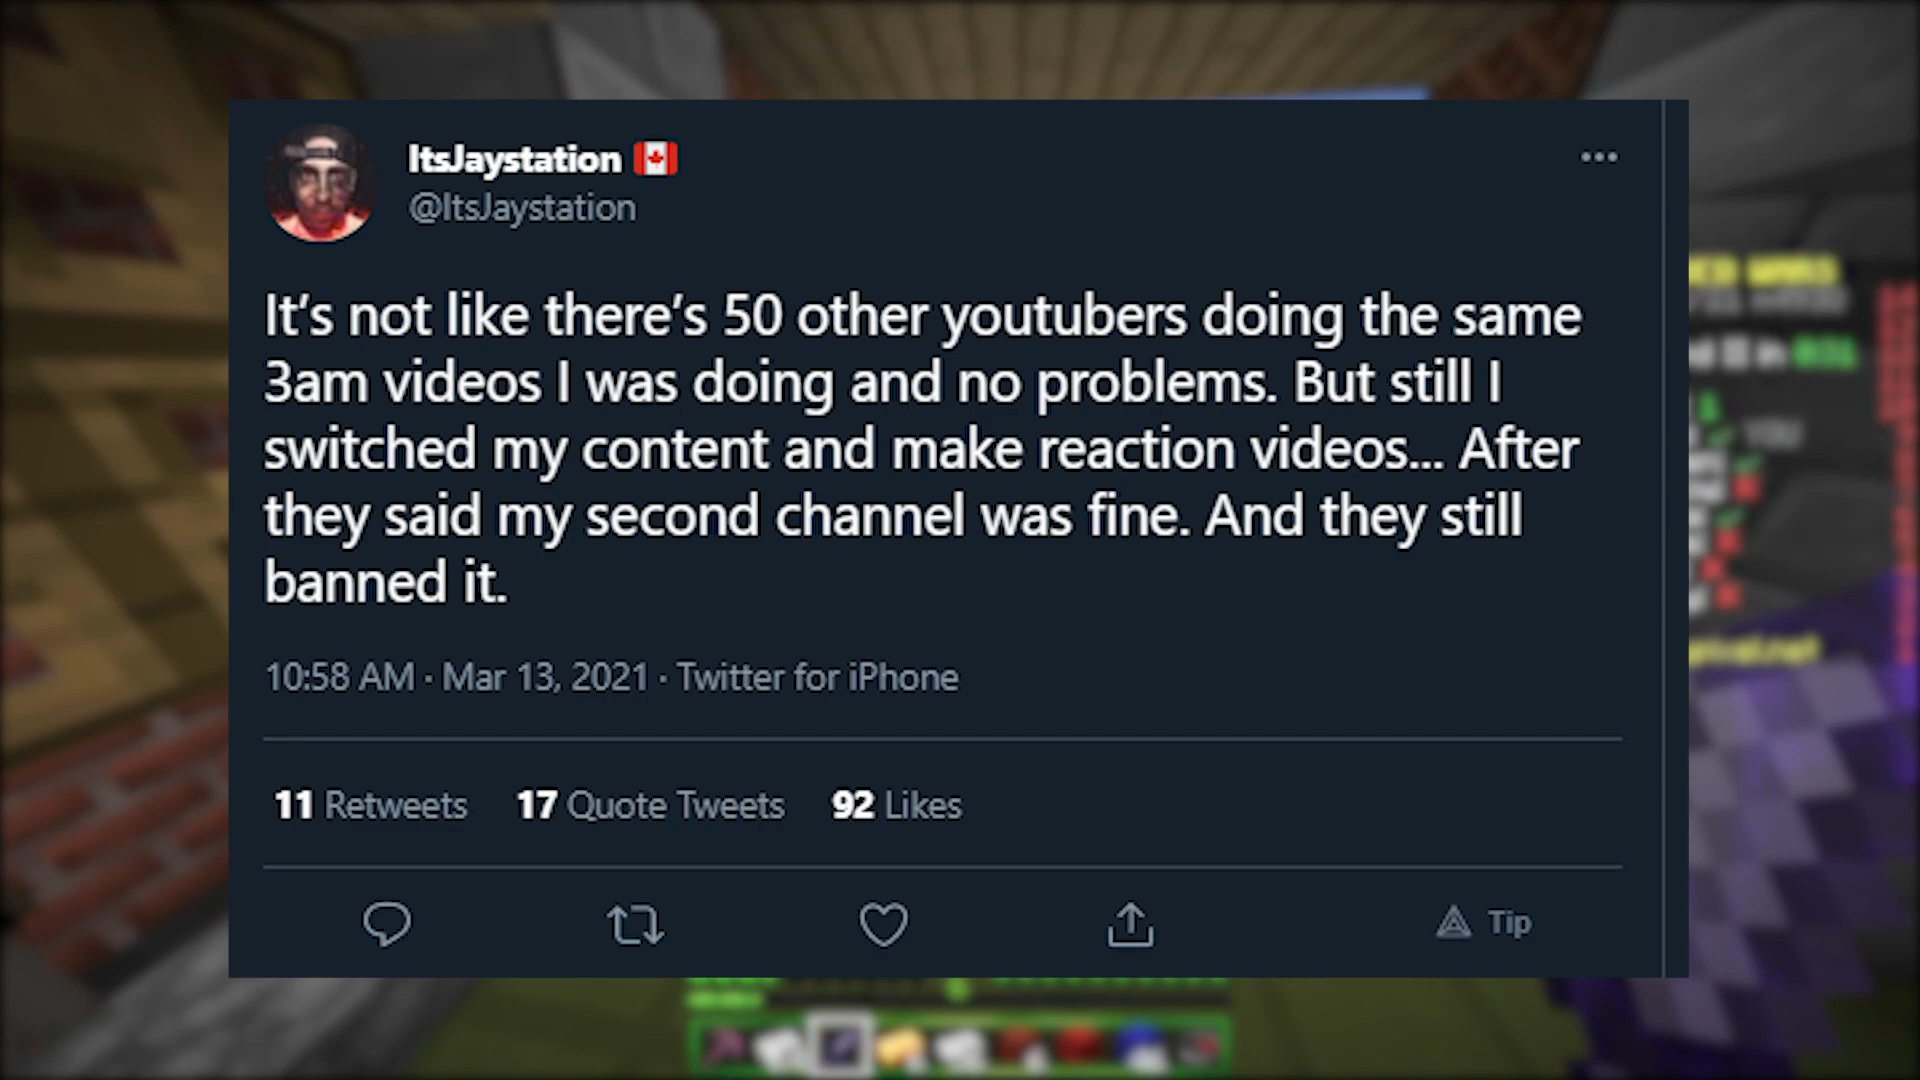 ItsJaystation
@ItsJaystation
It's not like there's 50 other youtubers doing the same
3am videos I was doing and no problems. But still I
switched my content and make reaction videos... After
they said my second channel was fine. And they still
banned it.
10:58 AM · Mar 13, 2021 · Twitter for iPhone
11 Retweets 17 Quote Tweets 92 Likes
Tip
WARS
YOU